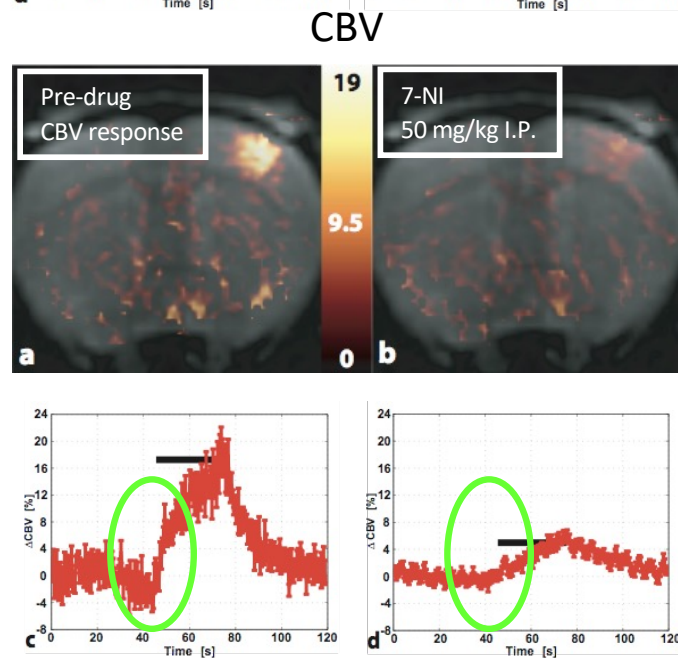 Time [s]
Time [s]
CBV
Pre-drug
CBV response
19
9.5
0
7-NI
50 mg/kg I.P.
a
b
24
20
16
12
8
4
0
-4
-8
ΔCBV [%]
0
20
40
60
80
100
120
Time [s]
c
24
20
16
12
8
4
0
-4
-8
ΔCBV [%]
0
20
40
60
80
100
120
Time [s]
d